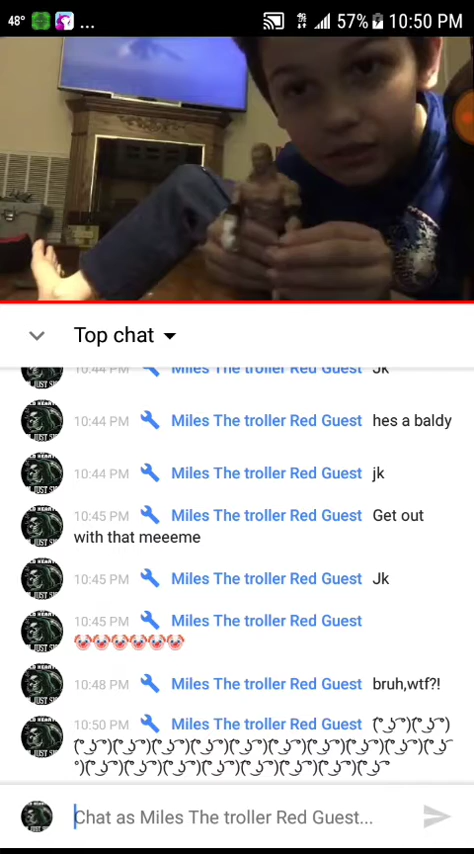 48° ... 57% 10:50 PM
Top chat
10:44 PM Miles The troller Red Guest Jk
10:44 PM Miles The troller Red Guest hes a baldy
10:44 PM Miles The troller Red Guest jk
10:45 PM Miles The troller Red Guest Get out
with that meeeme
10:45 PM Miles The troller Red Guest Jk
10:45 PM Miles The troller Red Guest
🤡🤡🤡🤡🤡🤡
10:48 PM Miles The troller Red Guest bruh,wtf?!
10:50 PM Miles The troller Red Guest ( ͡° ͜ʖ ͡°)( ͡° ͜ʖ ͡°)
( ͡° ͜ʖ ͡°)( ͡° ͜ʖ ͡°)( ͡° ͜ʖ ͡°)( ͡° ͜ʖ ͡°)( ͡° ͜ʖ ͡°)( ͡° ͜ʖ ͡°)( ͡° ͜ʖ ͡°)( ͡° ͜ʖ ͡°)( ͡° ͜ʖ ͡
°)( ͡° ͜ʖ ͡°)( ͡° ͜ʖ ͡°)( ͡° ͜ʖ ͡°)( ͡° ͜ʖ ͡°)( ͡° ͜ʖ ͡°)( ͡° ͜ʖ ͡°)( ͡° ͜ʖ ͡°
Chat as Miles The troller Red Guest...